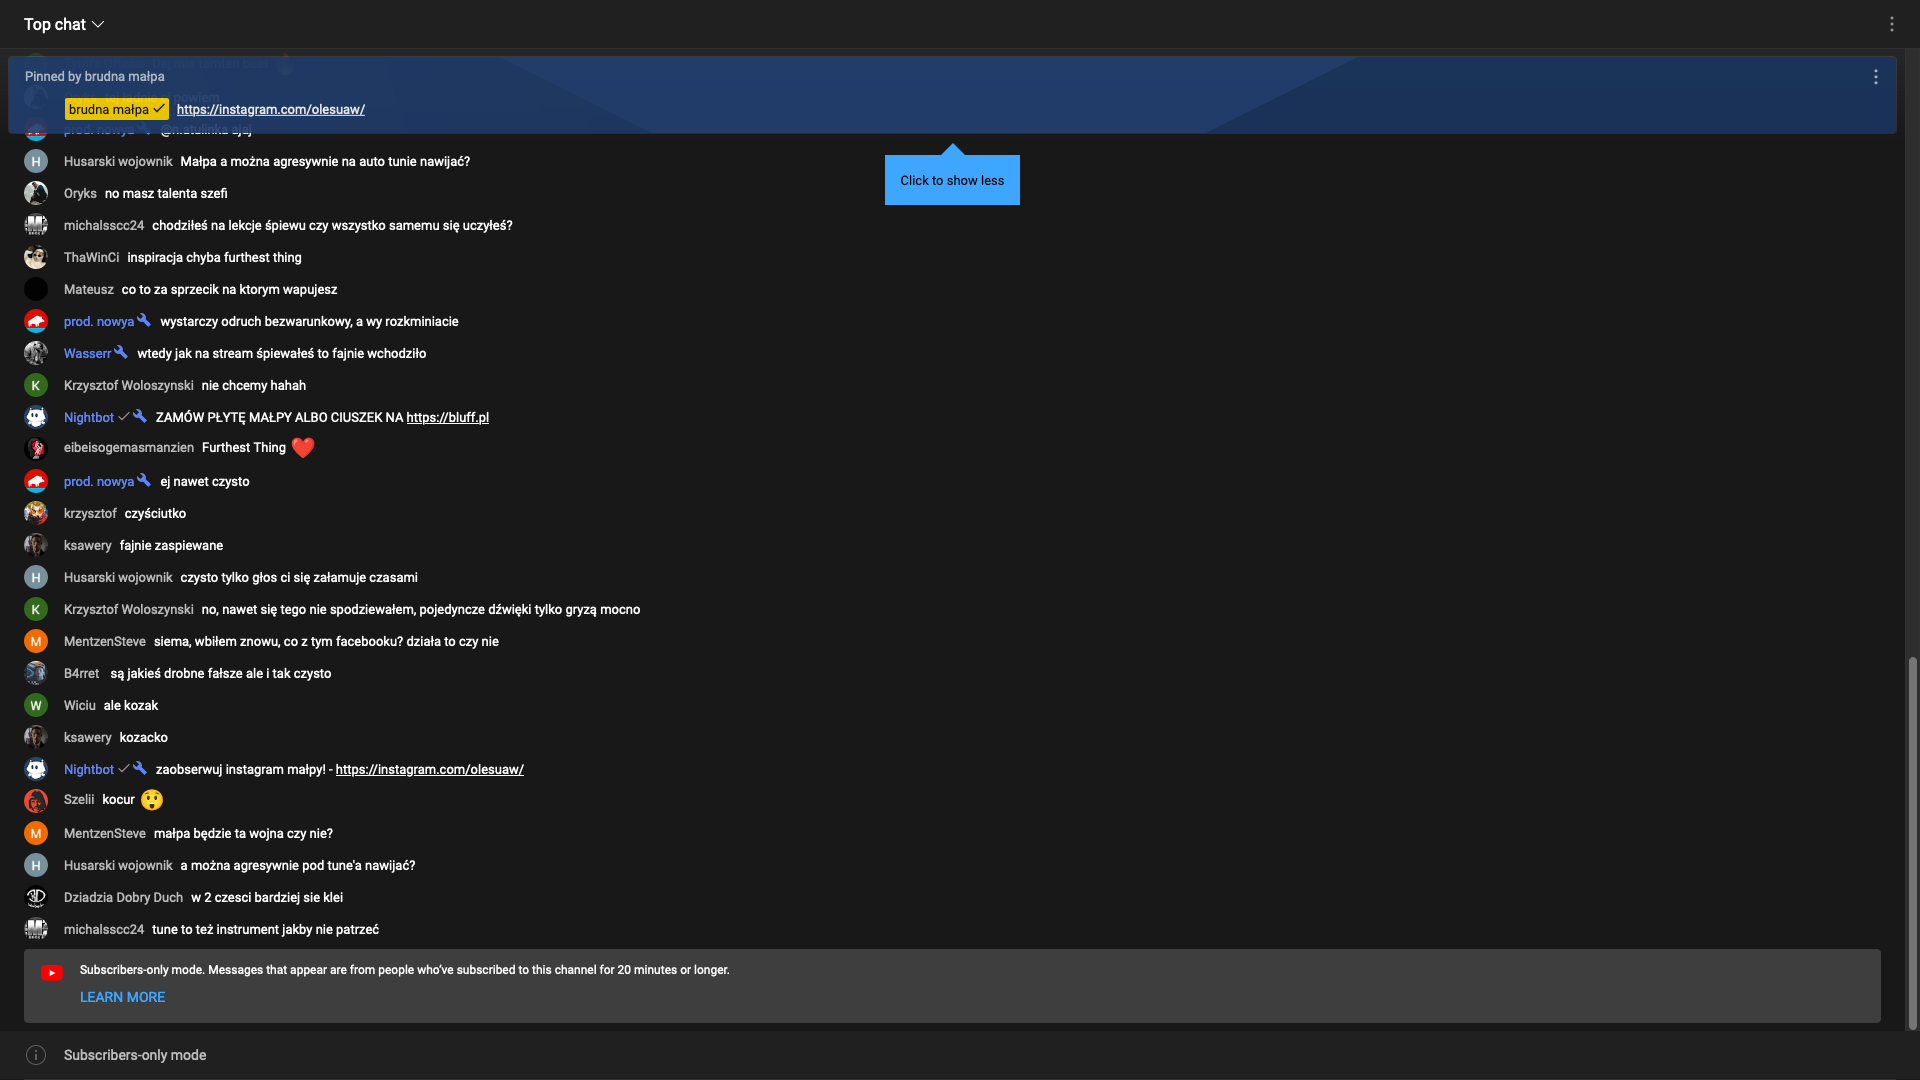 Top chat
Pinned by brudna małpa
brudna małpa https://instagram.com/olesuaw/
prod. nowya @n.atulinka ajaj
H Husarski wojownik Małpa a można agresywnie na auto tunie nawijać?
Oryks no masz talenta szefi
michalsscc24 chodziłeś na lekcje śpiewu czy wszystko samemu się uczyłeś?
Click to show less
ThaWinCi inspiracja chyba furthest thing
Mateusz co to za sprzecik na ktorym wapujesz
prod. nowya wystarczy odruch bezwarunkowy, a wy rozkminiacie
Wasserr wtedy jak na stream śpiewałeś to fajnie wchodziło
K Krzysztof Woloszynski nie chcemy hahah
Nightbot ZAMÓW PŁYTĘ MAŁPY ALBO CIUSZEK NA https://bluff.pl
eibeisogemasmanzien Furthest Thing ❤️
prod. nowya ej nawet czysto
krzysztof czyściutko
ksawery fajnie zaspiewane
H Husarski wojownik czysto tylko głos ci się załamuje czasami
K Krzysztof Woloszynski no, nawet się tego nie spodziewałem, pojedyncze dźwięki tylko gryzą mocno
M MentzenSteve siema, wbiłem znowu, co z tym facebooku? działa to czy nie
B4rret są jakieś drobne fałsze ale i tak czysto
W Wiciu ale kozak
ksawery kozacko
Nightbot zaobserwuj instagram małpy! - https://instagram.com/olesuaw/
Szelii kocur 😲
M MentzenSteve małpa będzie ta wojna czy nie?
H Husarski wojownik a można agresywnie pod tune'a nawijać?
Dziadzia Dobry Duch w 2 czesci bardziej sie klei
michalsscc24 tune to też instrument jakby nie patrzeć
Subscribers-only mode. Messages that appear are from people who've subscribed to this channel for 20 minutes or longer.
LEARN MORE
Subscribers-only mode